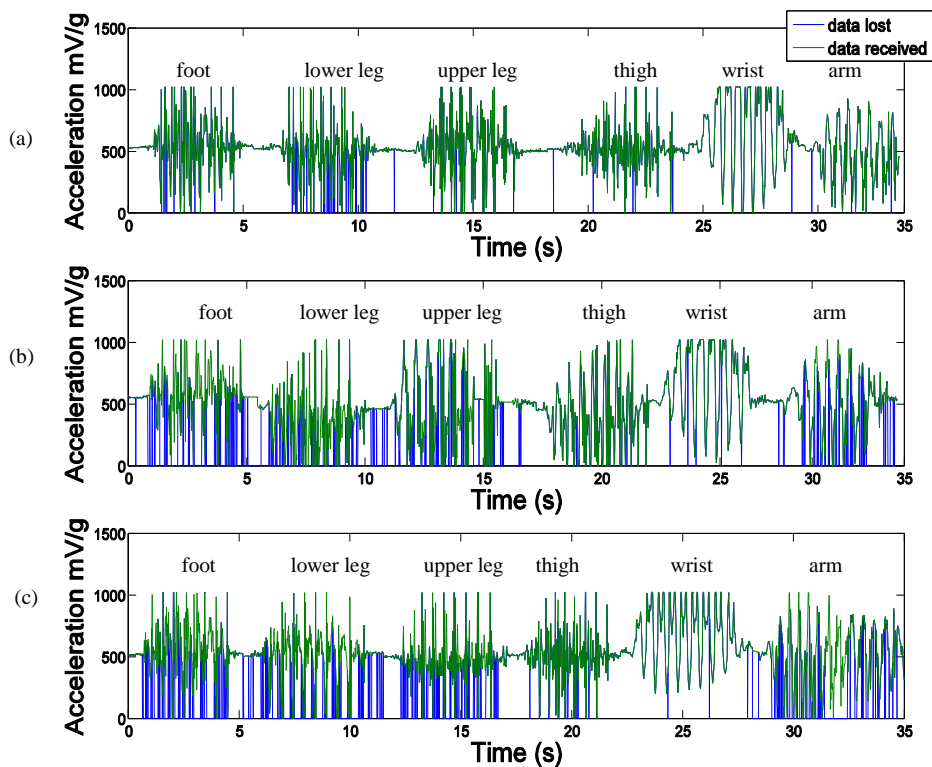 data lost
data received
(a)
Acceleration mV/g
1500
1000
500
0
foot lower leg upper leg thigh wrist arm
0 5 10 15 20 25 30 35
Time (s)
(b)
Acceleration mV/g
1500
1000
500
0
foot lower leg upper leg thigh wrist arm
0 5 10 15 20 25 30 35
Time (s)
(c)
Acceleration mV/g
1500
1000
500
0
foot lower leg upper leg thigh wrist arm
0 5 10 15 20 25 30 35
Time (s)